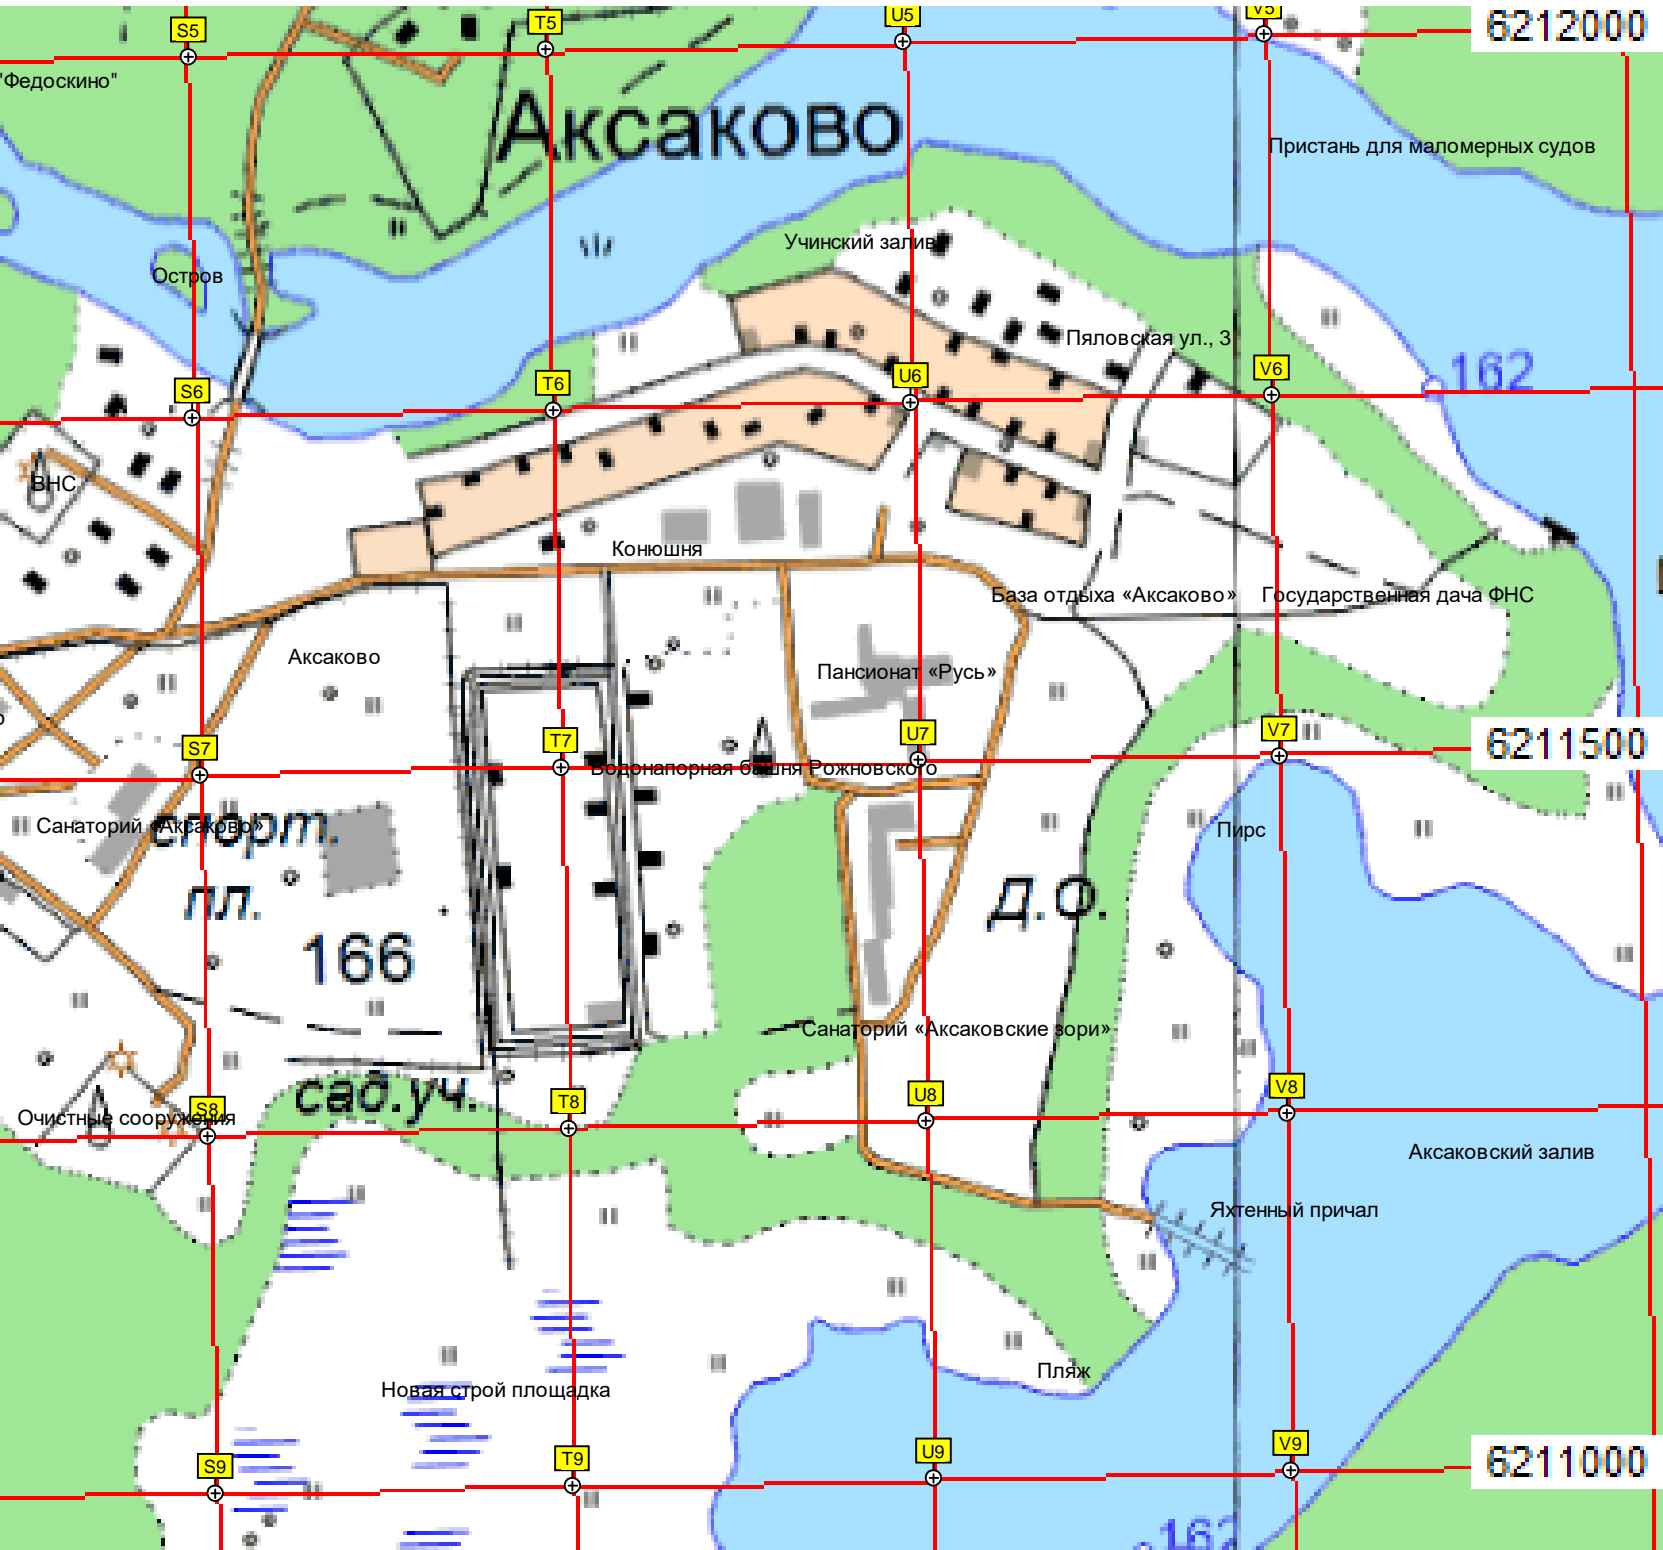 S5
T5
U5
V5
6212000
"Федоскино"
Аксаково
Пристань для маломерных судов
Учинский залив
Остров
Пяловская ул., 3
S6
T6
U6
V6
162
ВНС
Конюшня
База отдыха «Аксаково»
Государственная дача ФНС
Аксаково
Пансионат «Русь»
S7
T7
U7
V7
6211500
Водонапорная башня Рожновского
Санаторий «Аксаково»
спорт.
пл.
Пирс
Д.О.
166
Санаторий «Аксаковские зори»
сад.уч.
S8
T8
U8
V8
Очистные сооружения
Аксаковский залив
Яхтенный причал
Пляж
Новая строй площадка
S9
T9
U9
V9
6211000
162